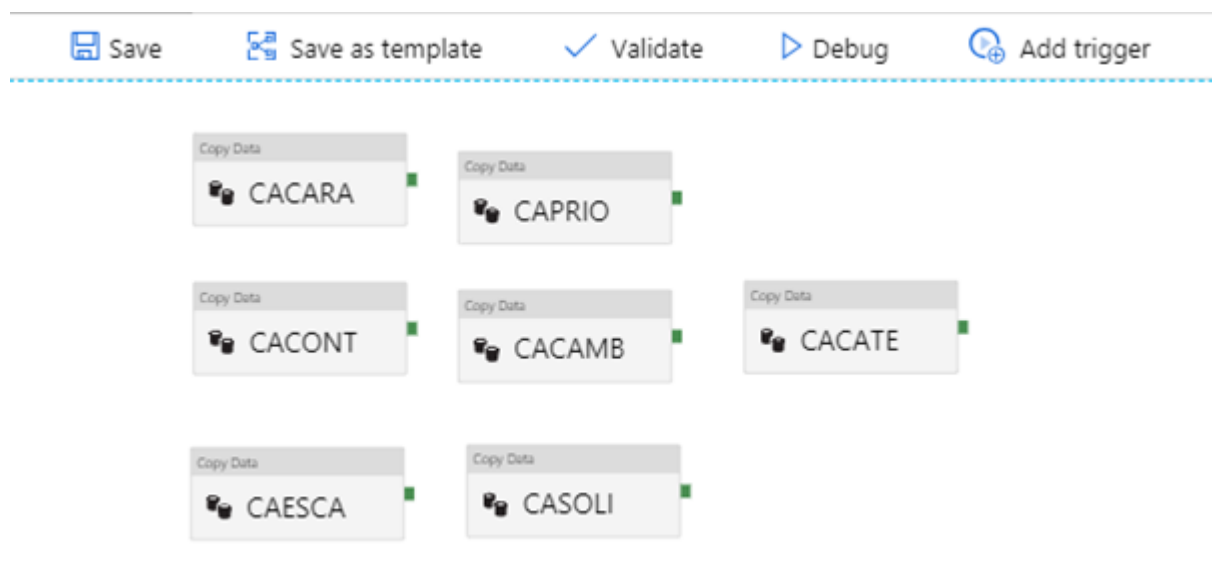 Save
Save as template
Validate
Debug
Add trigger
Copy Data
CACARA
Copy Data
CAPRIO
Copy Data
CACONT
Copy Data
CACAMB
Copy Data
CACATE
Copy Data
CAESCA
Copy Data
CASOLI